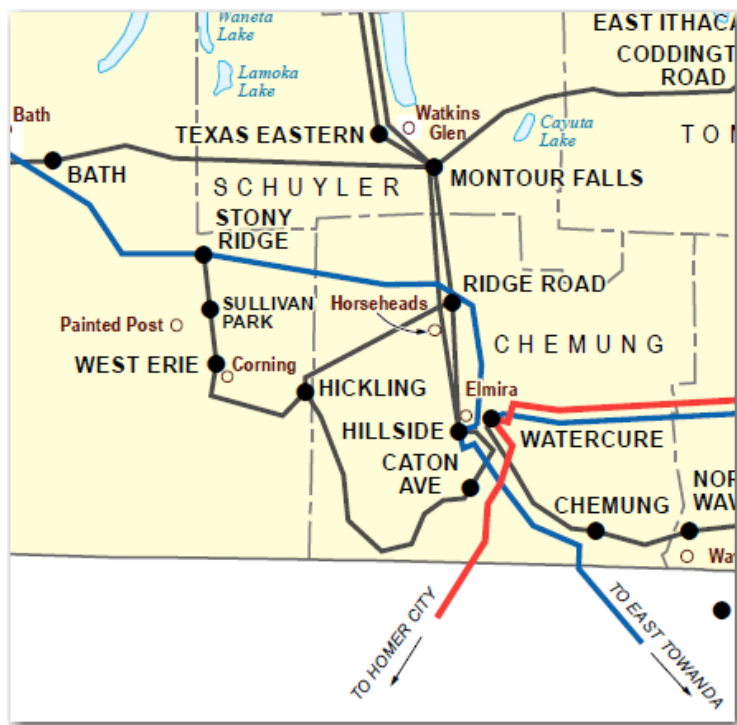 Waneta
Lake
EAST ITHACA
CODDINGT
ROAD
Lamoka
Lake
Bath
Watkins
Glen
TEXAS EASTERN
Cayuta
Lake
TOM
BATH
SCHUYLER
MONTOUR FALLS
STONY
RIDGE
RIDGE ROAD
Horseheads
SULLIVAN
PARK
Painted Post
CHEMUNG
WEST ERIE
Corning
HICKLING
Elmira
HILLSIDE
WATERCURE
CATON
AVE
NOR
WAV
CHEMUNG
Wav
TO HOMER CITY
TO EAST TOWANDA